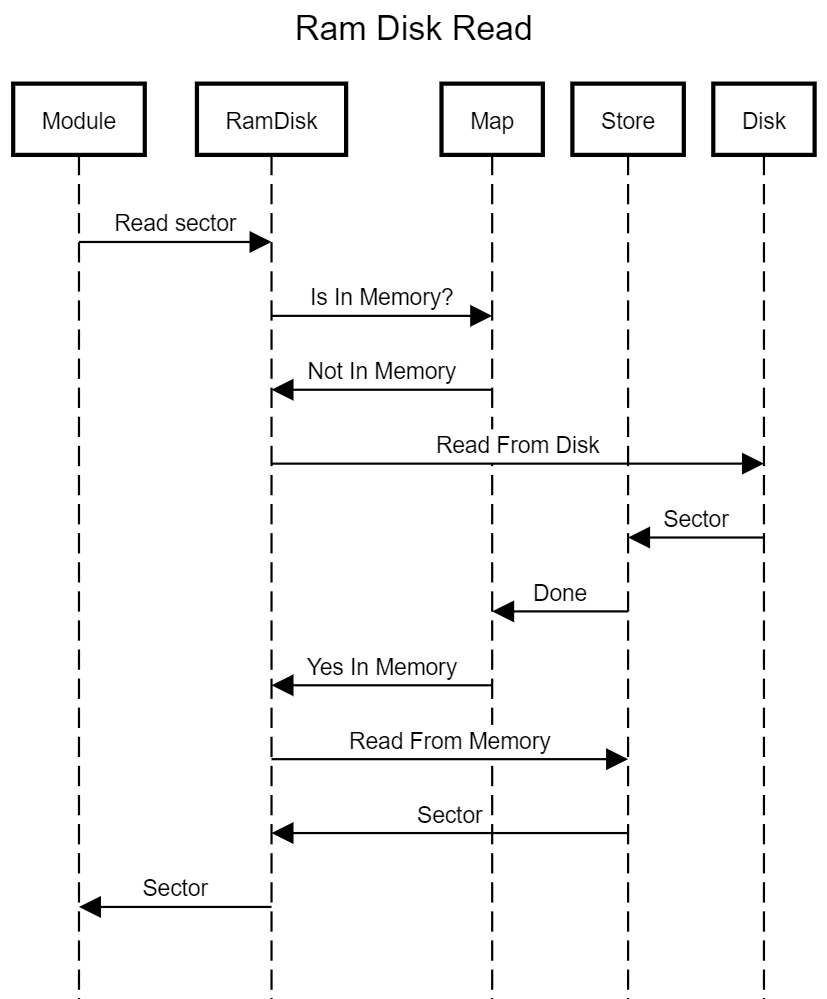 Ram Disk Read
Module
RamDisk
Map
Store
Disk
Read sector
Is In Memory?
Not In Memory
Read From Disk
Sector
Done
Yes In Memory
Read From Memory
Sector
Sector